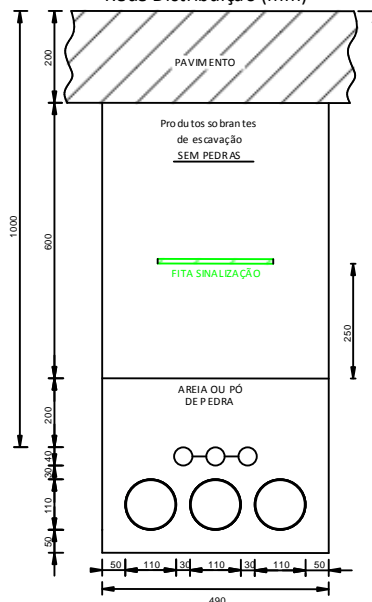 Distribuição (mm)
PAVIMENTO
200
Produtos sobrantes
de escavação
SEM PEDRAS
1000
600
FITA SINALIZAÇÃO
250
AREIA OU PÓ
DE PEDRA
200
40
30
110
50
50 110 30 110 30 110 50
490